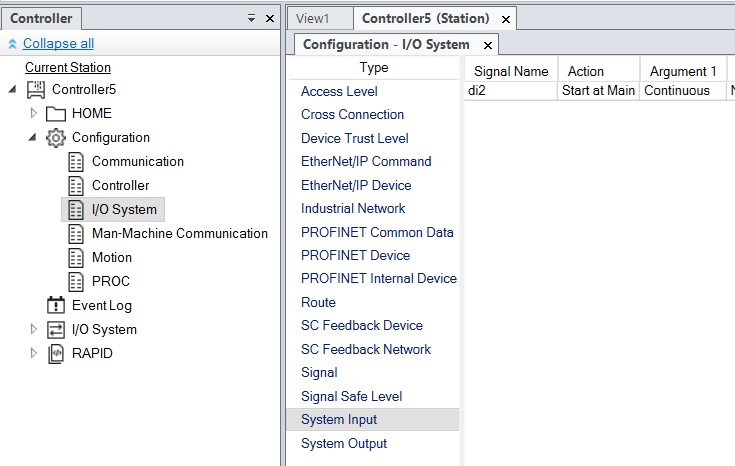 Controller
Collapse all
Current Station
Controller5
HOME
Configuration
Communication
Controller
I/O System
Man-Machine Communication
Motion
PROC
Event Log
I/O System
RAPID
View1
Controller5 (Station)
Configuration - I/O System
Type
Access Level
Cross Connection
Device Trust Level
EtherNet/IP Command
EtherNet/IP Device
Industrial Network
PROFINET Common Data
PROFINET Device
PROFINET Internal Device
Route
SC Feedback Device
SC Feedback Network
Signal
Signal Safe Level
System Input
System Output
Signal Name Action Argument 1
di2 Start at Main Continuous